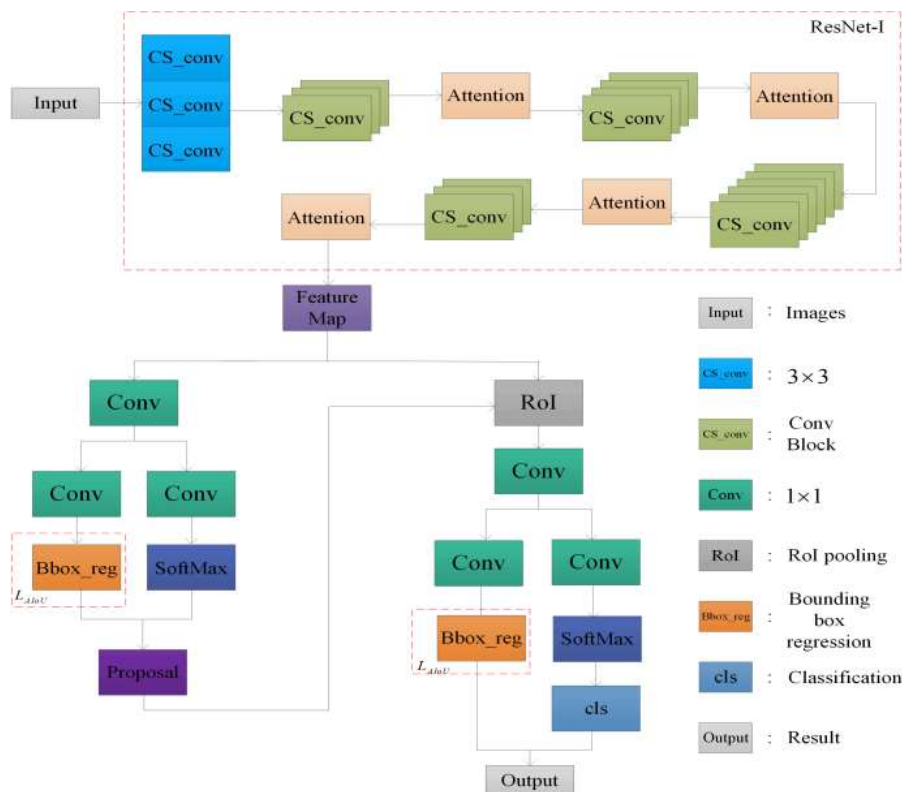 ResNet-I
Input
CS_conv
CS_conv
CS_conv
CS_conv
Attention
CS_conv
Attention
Attention
CS_conv
Attention
CS_conv
Feature
Map
Conv
Conv
Conv
Bbox_reg
SoftMax
L_AIoU
Proposal
RoI
Conv
Conv
Conv
Bbox_reg
SoftMax
L_AIoU
cls
Output
Input : Images
CS_conv : 3×3
CS_conv : Conv
Block
Conv : 1×1
RoI : RoI pooling
Bbox_reg : Bounding
box
regression
cls : Classification
Output : Result